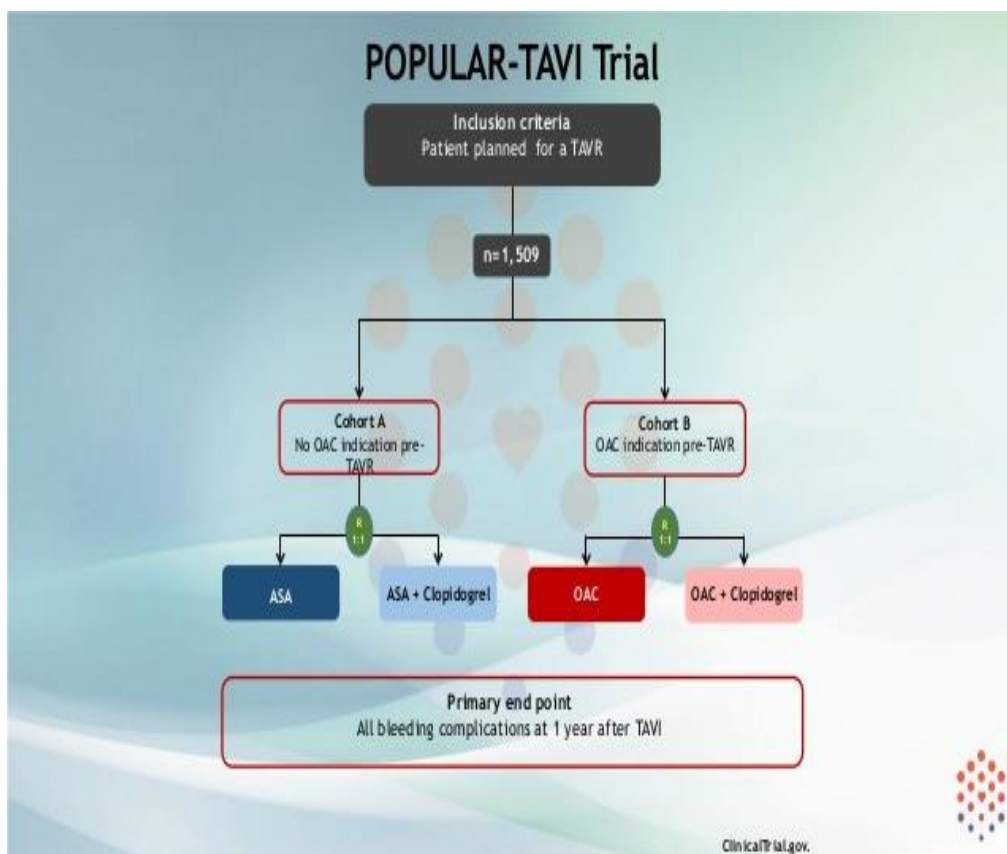 POPULAR-TAVI Trial
Inclusion criteria
Patient planned for a TAVR
n=1,509
Cohort A
No OAC indication pre-
TAVR
Cohort B
OAC indication pre-TAVR
R
1:1
R
1:1
ASA
ASA + Clopidogrel
OAC
OAC + Clopidogrel
Primary end point
All bleeding complications at 1 year after TAVI
ClinicalTrial.gov.